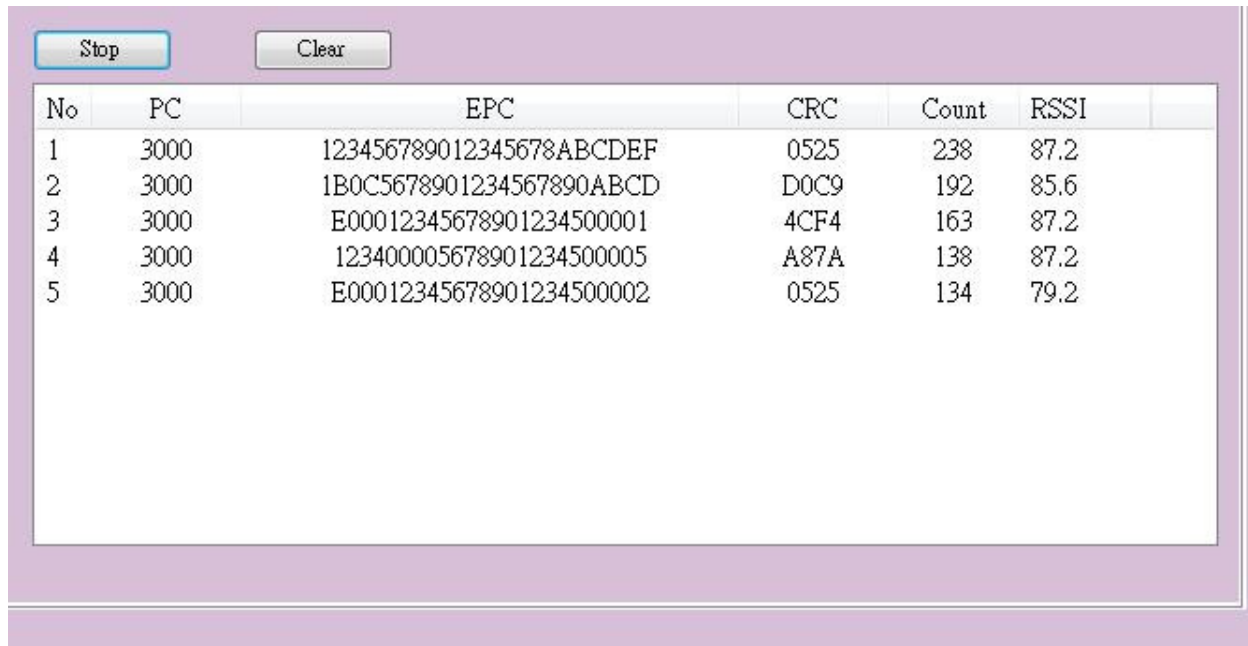 Stop Clear
No PC EPC CRC Count RSSI
1 3000 123456789012345678ABCDEF 0525 238 87.2
2 3000 1B0C5678901234567890ABCD D0C9 192 85.6
3 3000 E00012345678901234500001 4CF4 163 87.2
4 3000 123400005678901234500005 A87A 138 87.2
5 3000 E00012345678901234500002 0525 134 79.2